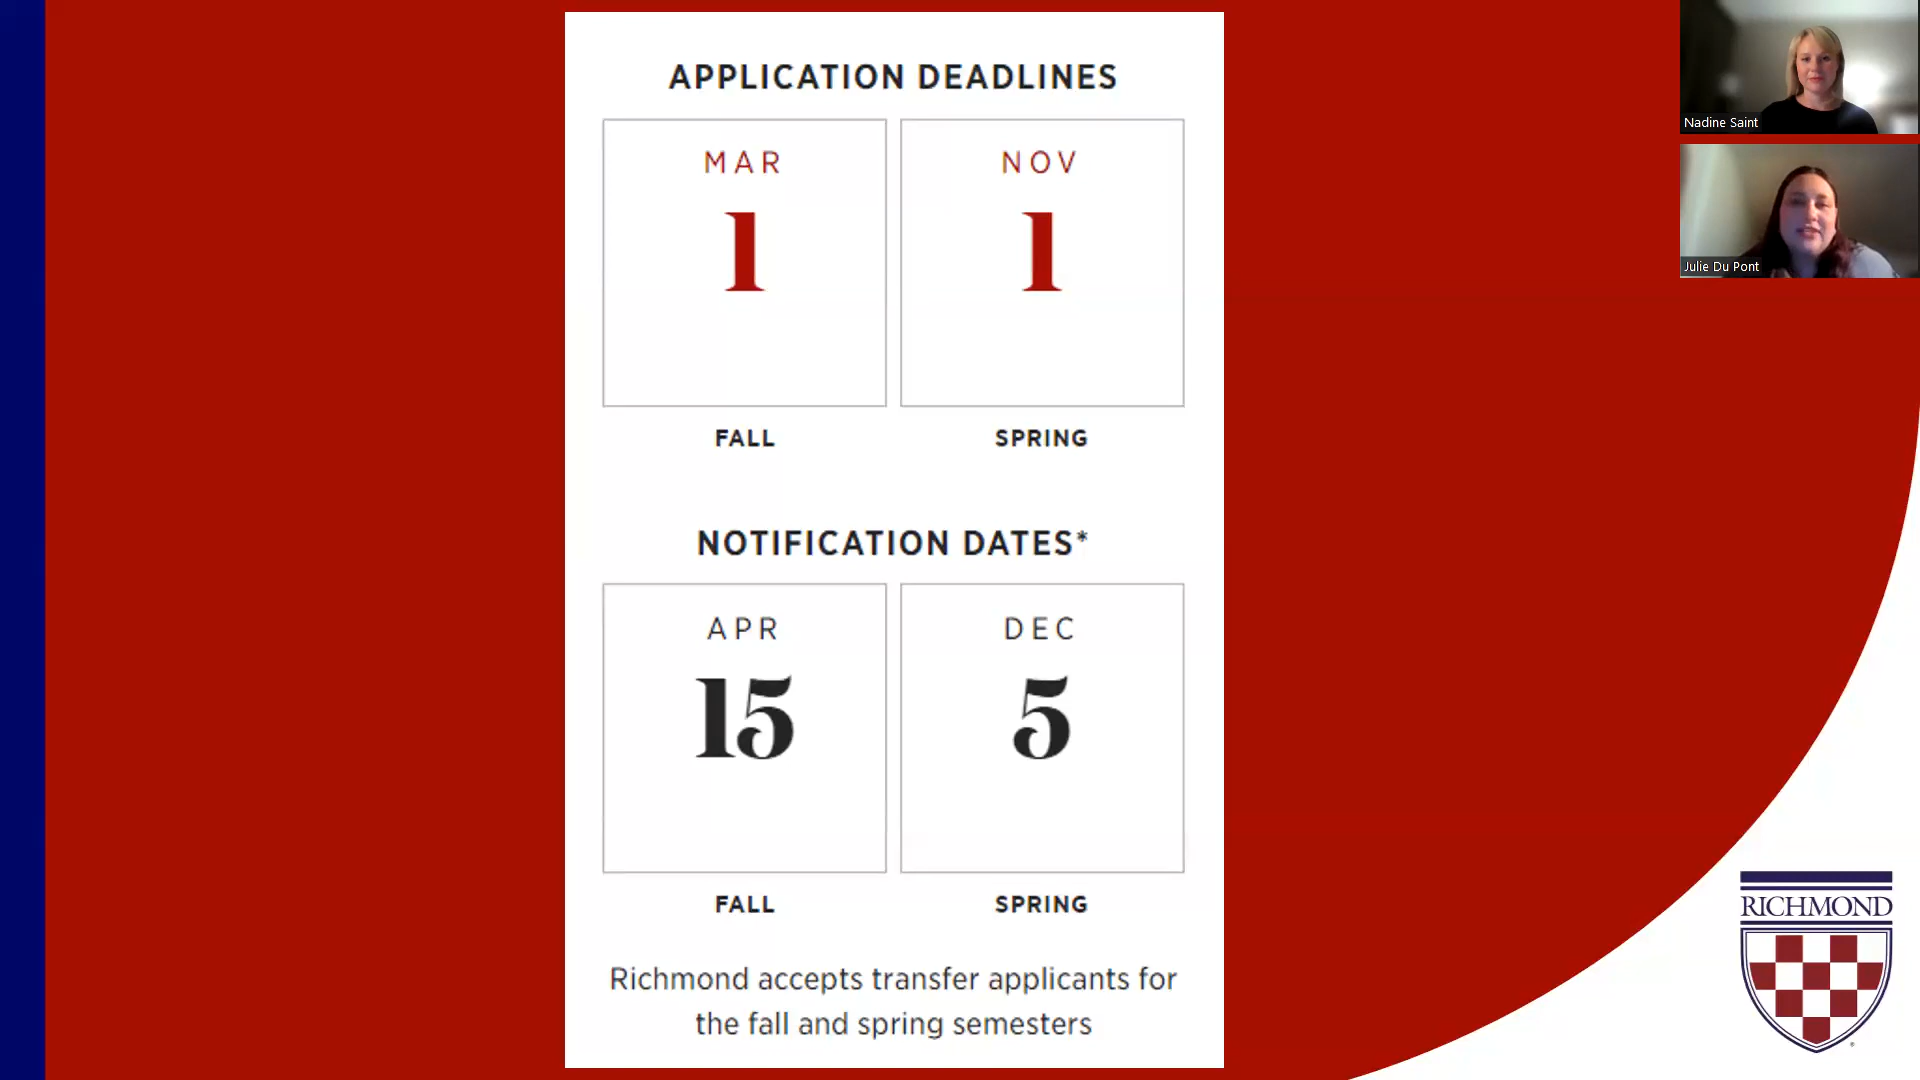 APPLICATION DEADLINES
MAR
1
FALL
NOV
1
SPRING
NOTIFICATION DATES*
APR
15
FALL
DEC
5
SPRING
Richmond accepts transfer applicants for
the fall and spring semesters
Nadine Saint
Julie Du Pont
RICHMOND
®